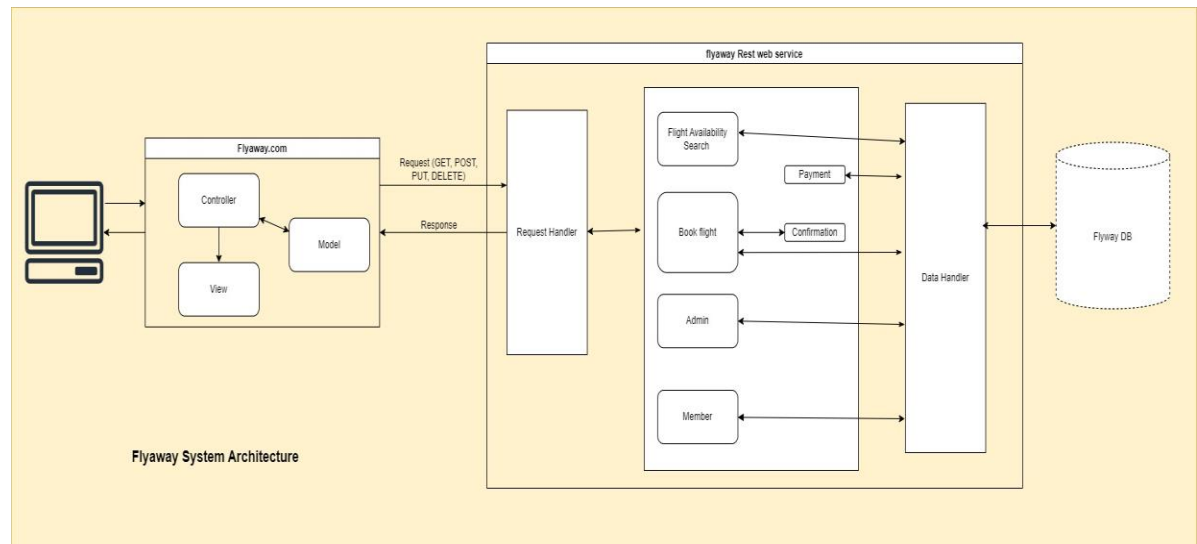 flyaway Rest web service
Flyaway.com
Controller
Model
View
Request (GET, POST,
PUT, DELETE)
Response
Request Handler
Flight Availability
Search
Payment
Book flight
Confirmation
Admin
Member
Data Handler
Flyway DB
Flyaway System Architecture